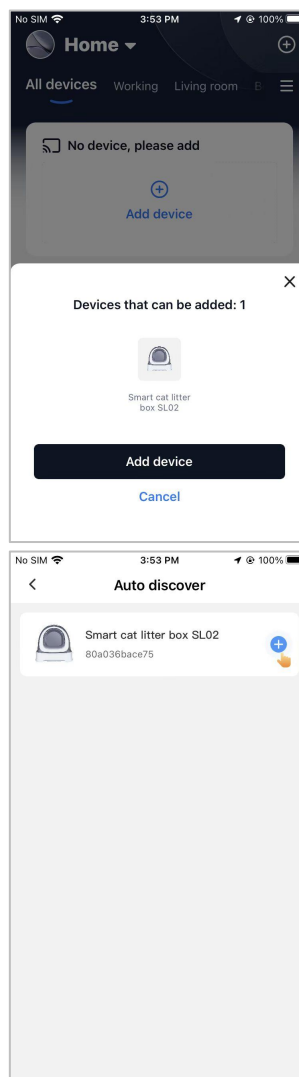 No SIM 3:53 PM 100%
Home
All devices Working Living room B
No device, please add
Add device
Devices that can be added: 1
Smart cat litter
box SL02
Add device
Cancel
No SIM 3:53 PM 100%
Auto discover
Smart cat litter box SL02
80a036bace75